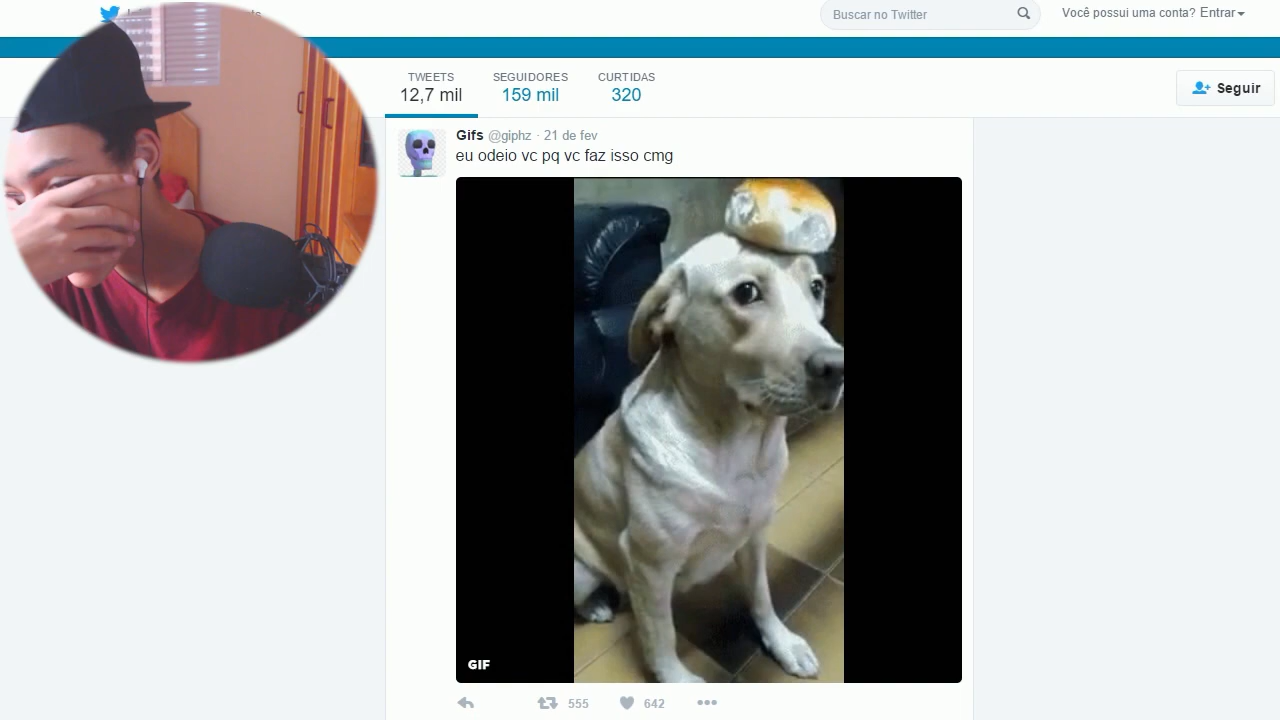 Buscar no Twitter
Você possui uma conta? Entrar
TWEETS
SEGUIDORES
CURTIDAS
12,7 mil
159 mil
320
Seguir
Gifs @giphz · 21 de fev
eu odeio vc pq vc faz isso cmg
GIF
555
642